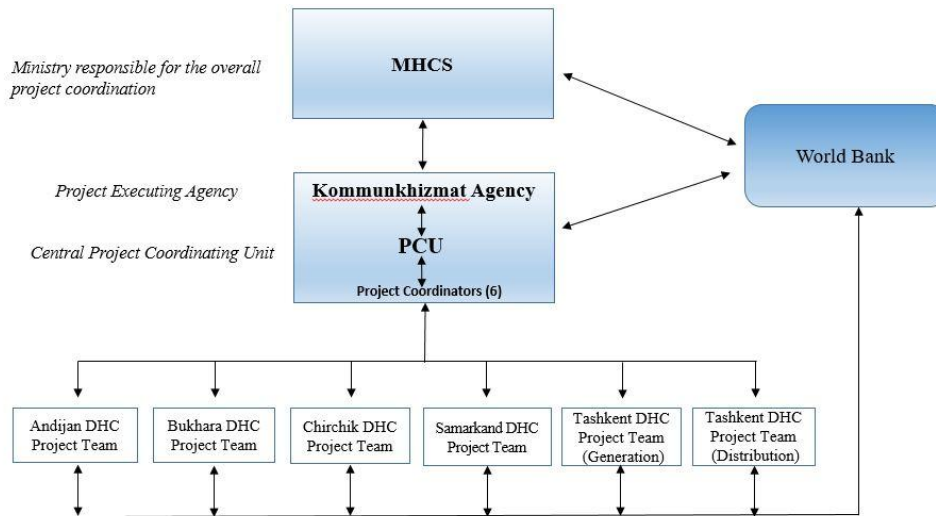 MHCS
Ministry responsible for the overall
project coordination
World Bank
Project Executing Agency
Kommunkhizmat Agency
Central Project Coordinating Unit
PCU
Project Coordinators (6)
Andijan DHC
Project Team
Bukhara DHC
Project Team
Chirchik DHC
Project Team
Samarkand DHC
Project Team
Tashkent DHC
Project Team
(Generation)
Tashkent DHC
Project Team
(Distribution)